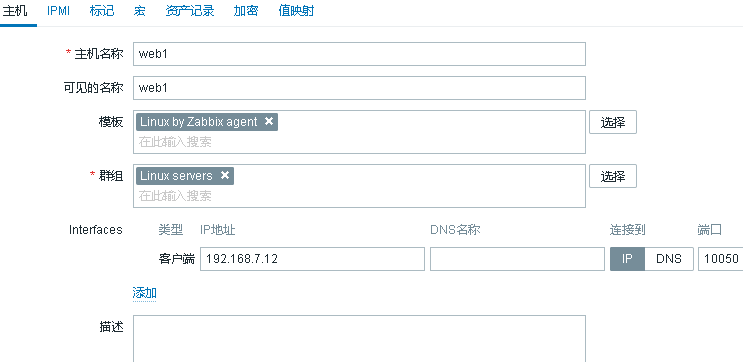 主机 IPMI 标记 宏 资产记录 加密 值映射
* 主机名称 web1
可见的名称 web1
模板 Linux by Zabbix agent ✖ 选择
在此输入搜索
* 群组 Linux servers ✖ 选择
在此输入搜索
Interfaces 类型 IP地址 DNS名称 连接到 端口
客户端 192.168.7.12 IP DNS 10050
添加
描述